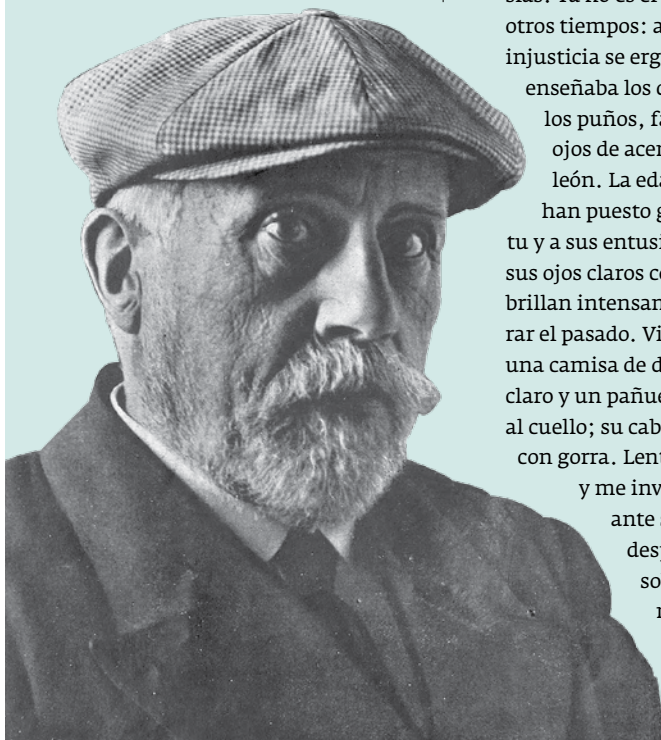 otros tiempos: a
injusticia se erg
enseñaba los
los puños, fa
ojos de acer
león. La eda
han puesto g
tu y a sus entusi
sus ojos claros co
brillan intensan
rar el pasado. Vi
una camisa de d
claro y un pañue
al cuello; su cab
con gorra. Lent
y me inv
ante
desp
so